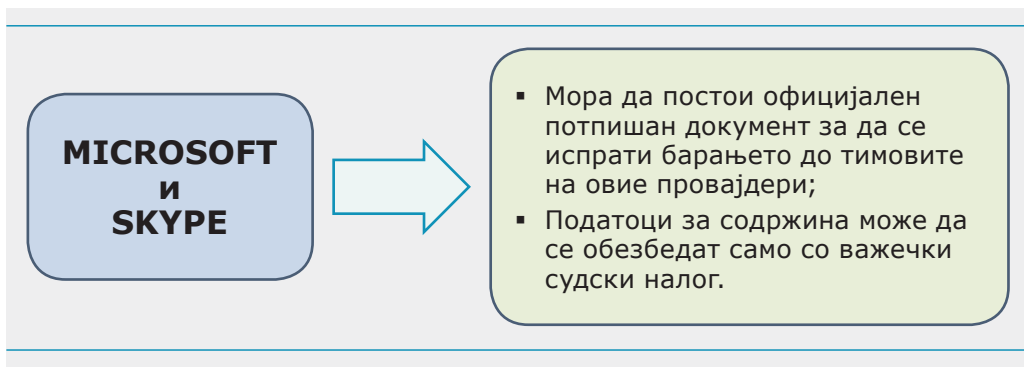 MICROSOFT
и
SKYPE
▪ Мора да постои официјален
потпишан документ за да се
испрати барањето до тимовите
на овие провајдери;
▪ Податоци за содржина може да
се обезбедат само со важечки
судски налог.